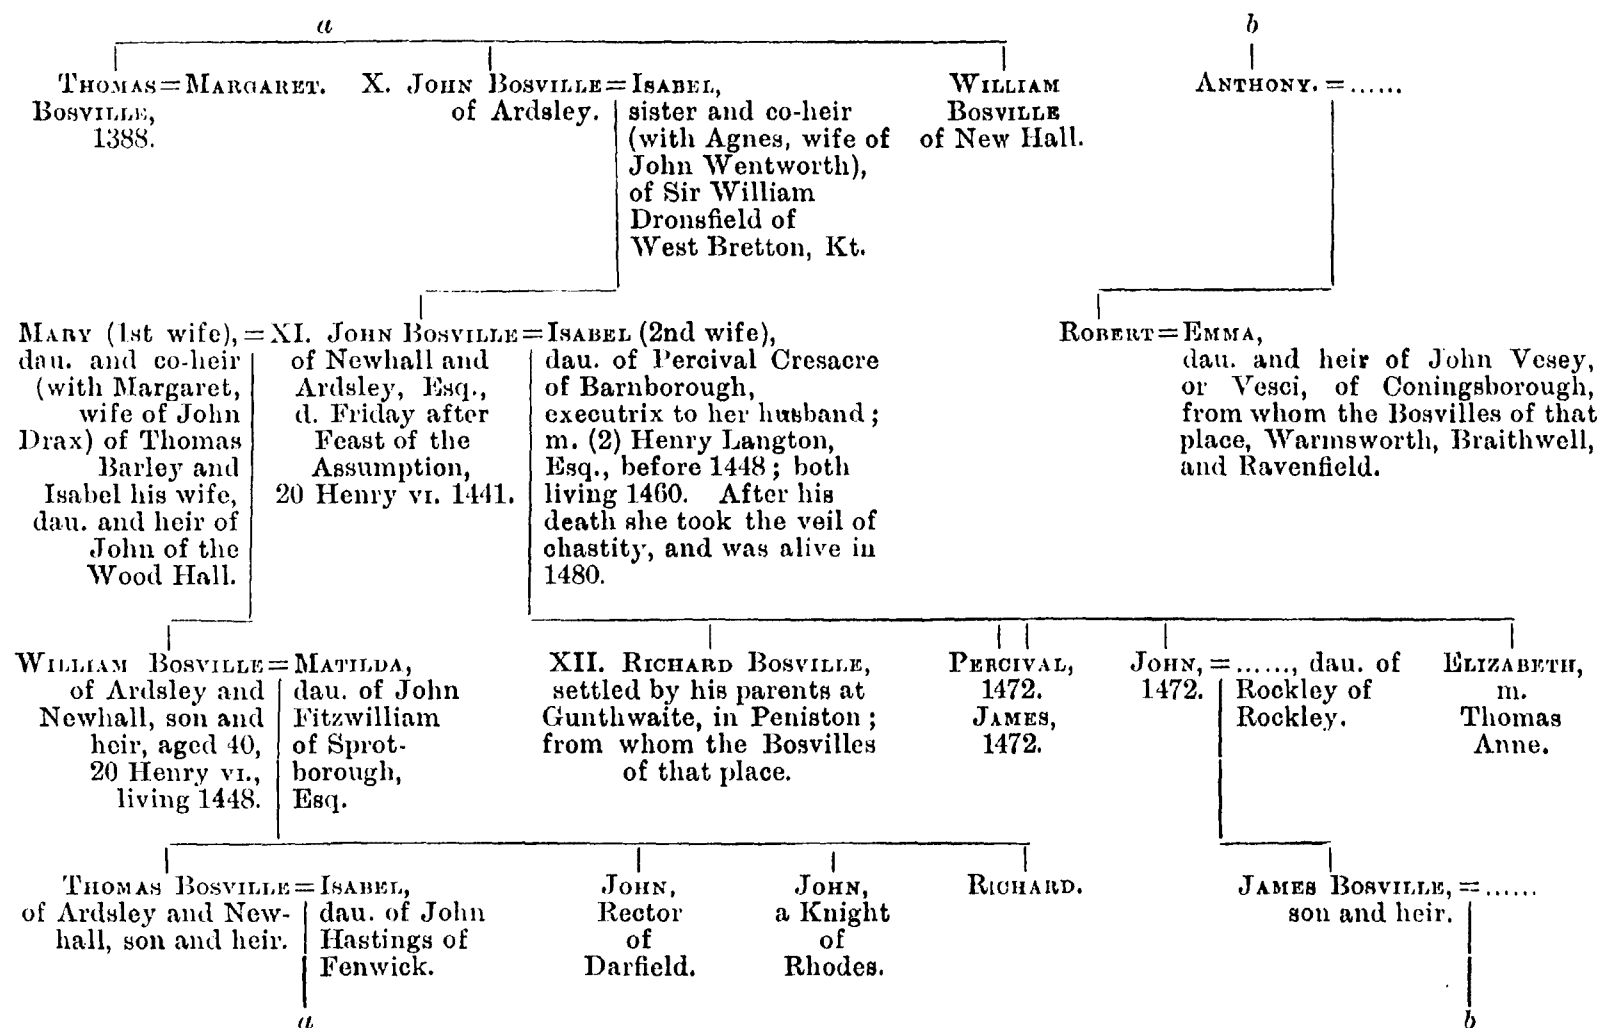 a
b
THOMAS = MARGARET.
BOSVILLE,
1388.
X. JOHN BOSVILLE = ISABEL,
of Ardsley.
sister and co-heir
(with Agnes, wife of
John Wentworth),
of Sir William
Dronsfield of
West Bretton, Kt.
WILLIAM
BOSVILLE
of New Hall.
ANTHONY. = ......
MARY (1st wife), =
dau. and co-heir
(with Margaret,
wife of John
Drax) of Thomas
Barley and
Isabel his wife,
dau. and heir of
John of the
Wood Hall.
XI. JOHN BOSVILLE =
of Newhall and
Ardsley, Esq.,
d. Friday after
Feast of the
Assumption,
20 Henry VI. 1441.
ISABEL (2nd wife),
dau. of Percival Cresacre
of Barnborough,
executrix to her husband;
m. (2) Henry Langton,
Esq., before 1448; both
living 1460. After his
death she took the veil of
chastity, and was alive in
1480.
ROBERT = EMMA,
dau. and heir of John Vesey,
or Vesci, of Coningsborough,
from whom the Bosvilles of that
place, Warmsworth, Braithwell,
and Ravenfield.
WILLIAM BOSVILLE =
of Ardsley and
Newhall, son and
heir, aged 40,
20 Henry VI.,
living 1448.
MATILDA,
dau. of John
Fitzwilliam
of Sprot-
borough,
Esq.
XII. RICHARD BOSVILLE,
settled by his parents at
Gunthwaite, in Peniston;
from whom the Bosvilles
of that place.
PERCIVAL,
1472.
JAMES,
1472.
JOHN, = ......, dau. of
1472.
Rockley of
Rockley.
ELIZABETH,
m.
Thomas
Anne.
THOMAS BOSVILLE =
of Ardsley and New-
hall, son and heir.
ISABEL,
dau. of John
Hastings of
Fenwick.
JOHN,
Rector
of
Darfield.
JOHN,
a Knight
of
Rhodes.
RICHARD.
JAMES BOSVILLE, = ......
son and heir.
a
b